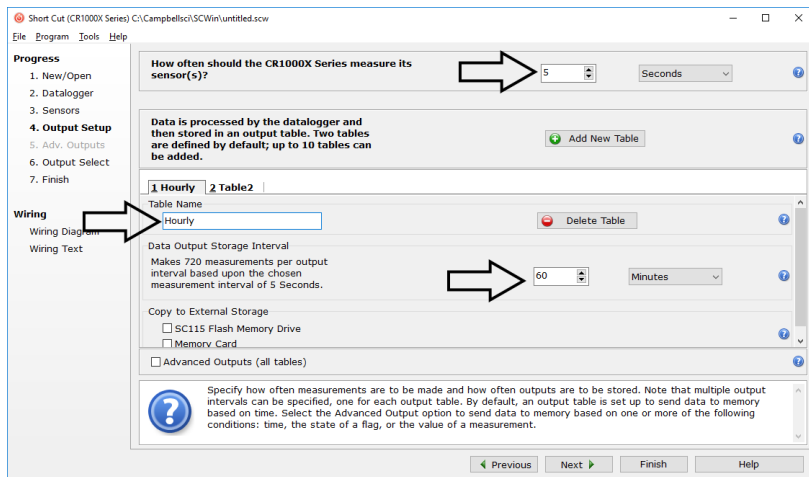 Short Cut (CR1000X Series) C:\Campbellsci\SCWin\untitled.scw
File Program Tools Help
Progress
1. New/Open
2. Datalogger
3. Sensors
4. Output Setup
5. Adv. Outputs
6. Output Select
7. Finish
Wiring
Wiring Diagram
Wiring Text
How often should the CR1000X Series measure its
sensor(s)?
5
Seconds
Data is processed by the datalogger and
then stored in an output table. Two tables
are defined by default; up to 10 tables can
be added.
Add New Table
1 Hourly 2 Table2
Table Name
Hourly
Delete Table
Data Output Storage Interval
Makes 720 measurements per output
interval based upon the chosen
measurement interval of 5 Seconds.
60
Minutes
Copy to External Storage
SC115 Flash Memory Drive
Memory Card
Advanced Outputs (all tables)
Specify how often measurements are to be made and how often outputs are to be stored. Note that multiple output
intervals can be specified, one for each output table. By default, an output table is set up to send data to memory
based on time. Select the Advanced Output option to send data to memory based on one or more of the following
conditions: time, the state of a flag, or the value of a measurement.
Previous Next Finish Help